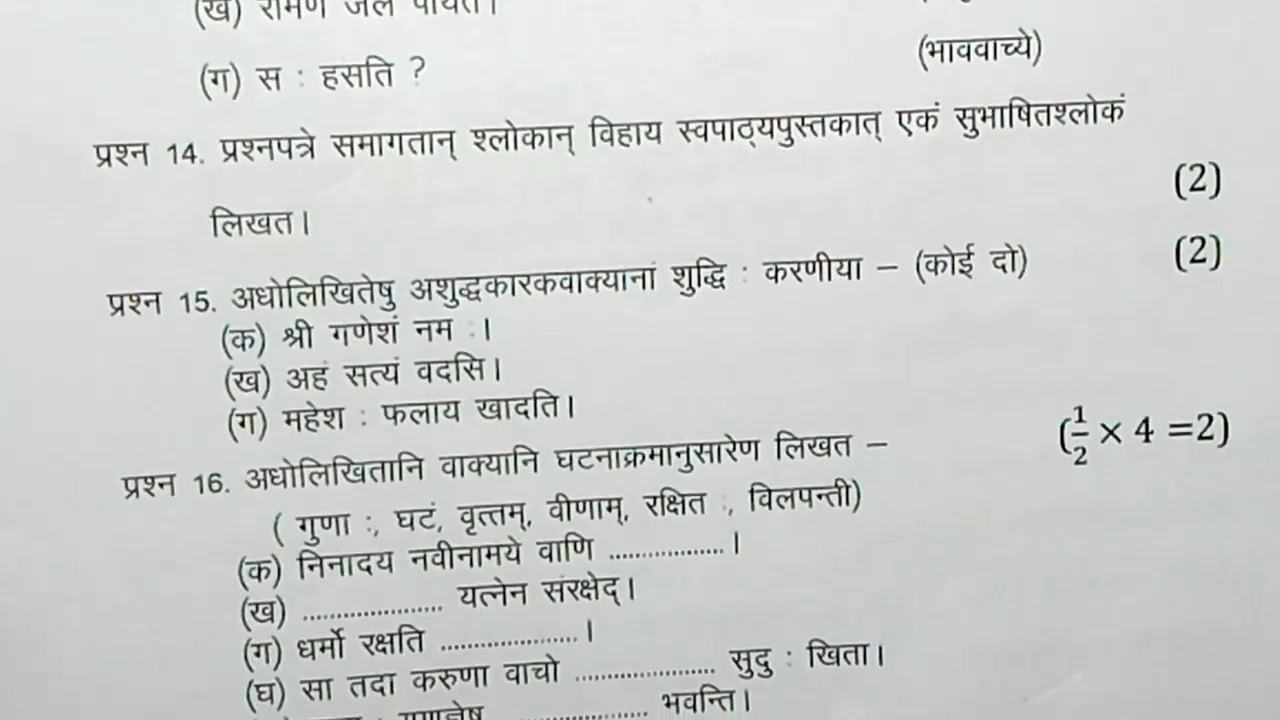 (ख) रामेण जलं
(ग) स : हसति ?
(भाववाच्ये)
प्रश्न 14. प्रश्नपत्रे समागतान् श्लोकान् विहाय स्वपाठ्यपुस्तकात् एकं सुभाषितश्लोकं
लिखत।
(2)
प्रश्न 15. अधोलिखितेषु अशुद्धकारकवाक्यानां शुद्धि : करणीया – (कोई दो)
(2)
(क) श्री गणेशं नम :।
(ख) अहं सत्यं वदसि।
(ग) महेश : फलाय खादति।
प्रश्न 16. अधोलिखितानि वाक्यानि घटनाक्रमानुसारेण लिखत –
(1/2 × 4 =2)
( गुणा :, घटं, वृत्तम्, वीणाम्, रक्षित :, विलपन्ती)
(क) निनादय नवीनामये वाणि ..................।
(ख) ..................... यत्नेन संरक्षेद्।
(ग) धर्मो रक्षति .....................।
(घ) सा तदा करुणा वाचो ..................... सुदु : खिता।
..................... भवन्ति।